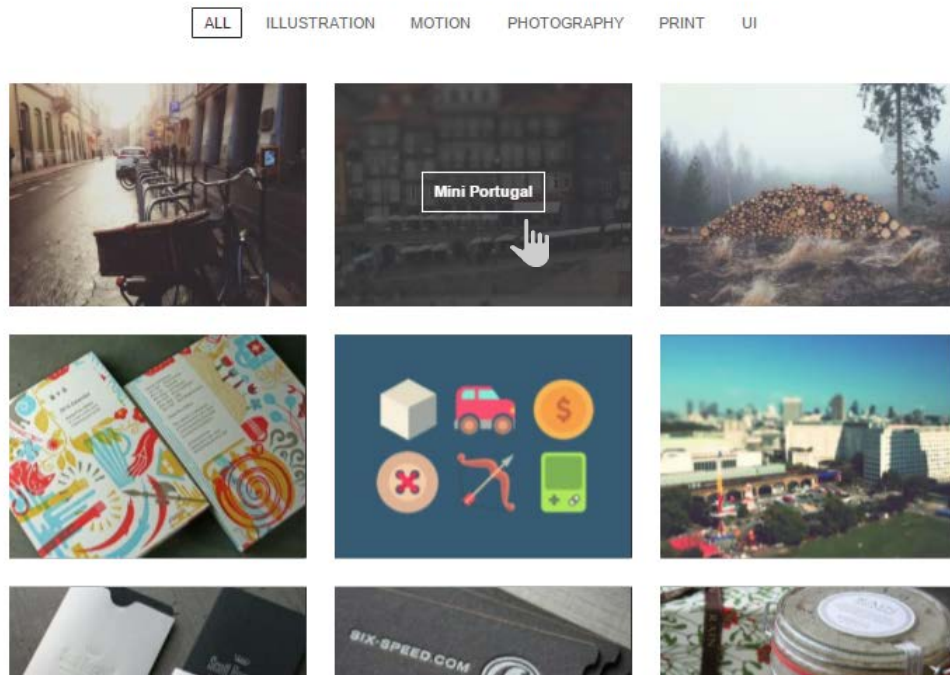 ALL ILLUSTRATION MOTION PHOTOGRAPHY PRINT UI
Mini Portugal
$
SIX-SPEED.COM